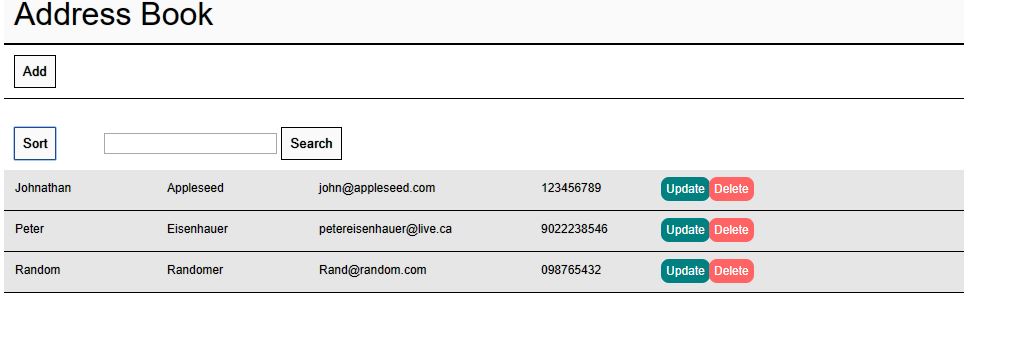 Address Book
Add
Sort Search
Johnathan Appleseed john@appleseed.com 123456789 Update Delete
Peter Eisenhauer petereisenhauer@live.ca 9022238546 Update Delete
Random Randomer Rand@random.com 098765432 Update Delete